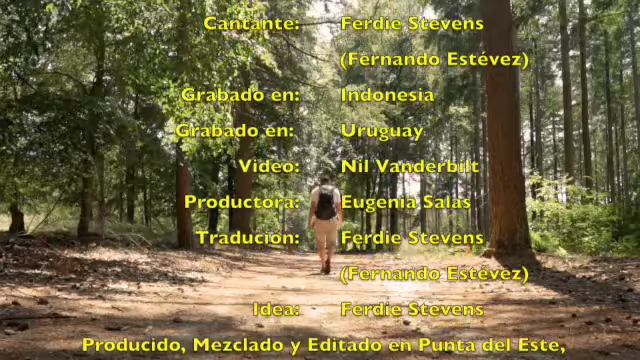 Cantante: Ferdie Stevens
(Fernando Estévez)
Grabado en: Indonesia
Grabado en: Uruguay
Video: Nil Vanderbilt
Productora: Eugenia Salas
Tradución: Ferdie Stevens
(Fernando Estévez)
Idea: Ferdie Stevens
Producido, Mezclado y Editado en Punta del Este,